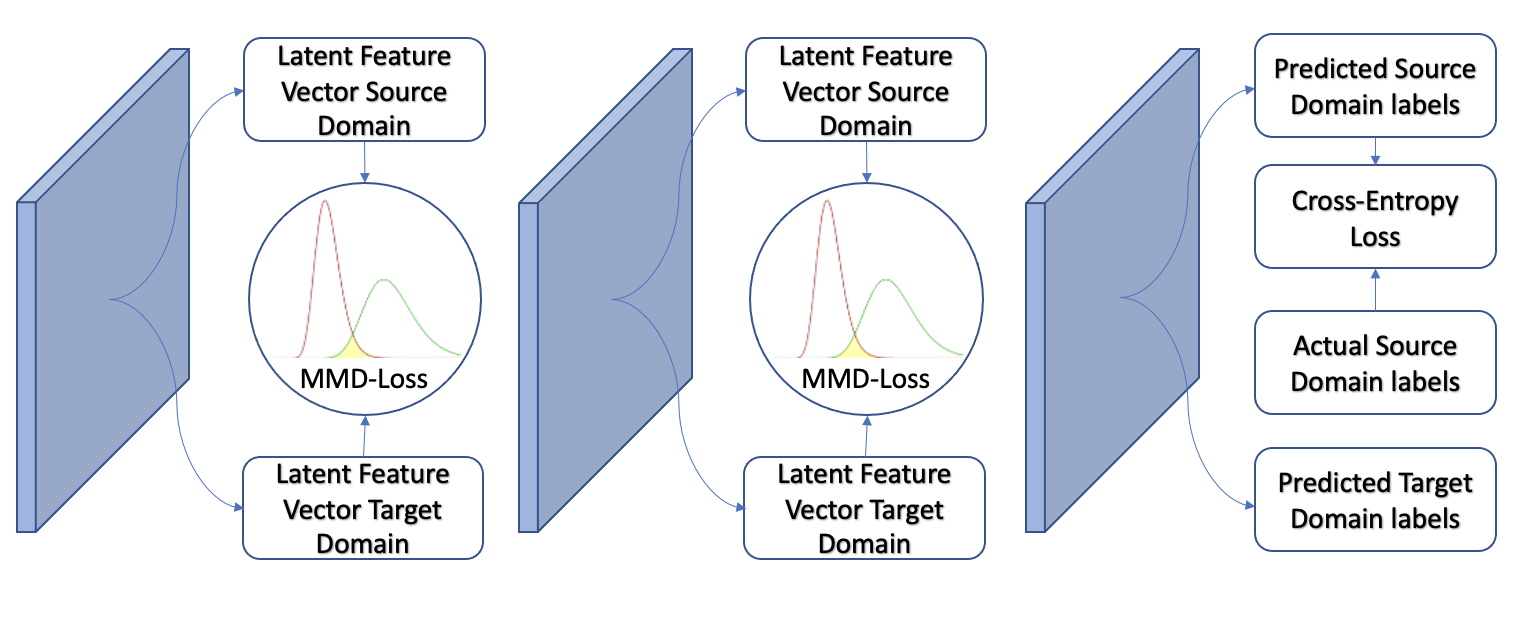 Latent Feature
Vector Source
Domain
MMD-Loss
Latent Feature
Vector Target
Domain
Latent Feature
Vector Source
Domain
MMD-Loss
Latent Feature
Vector Target
Domain
Predicted Source
Domain labels
Cross-Entropy
Loss
Actual Source
Domain labels
Predicted Target
Domain labels